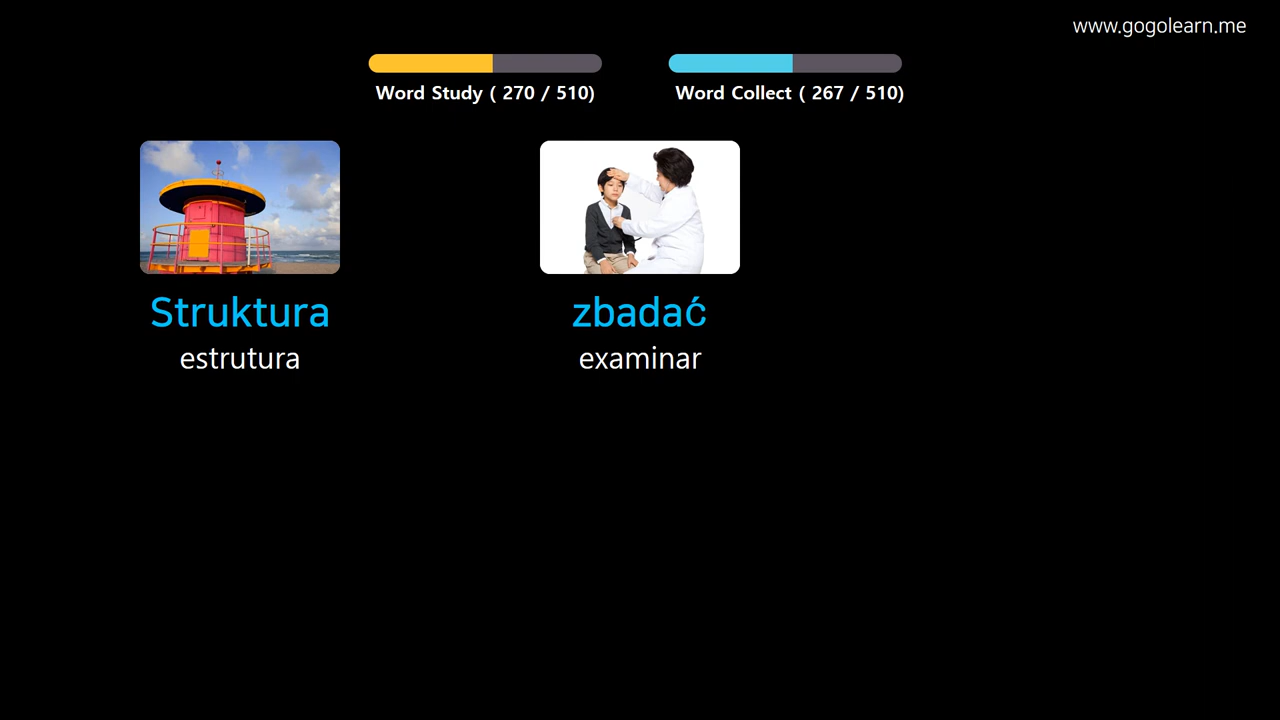 www.gogolearn.me
Word Study ( 270 / 510)
Word Collect ( 267 / 510)
Struktura
estrutura
zbadać
examinar